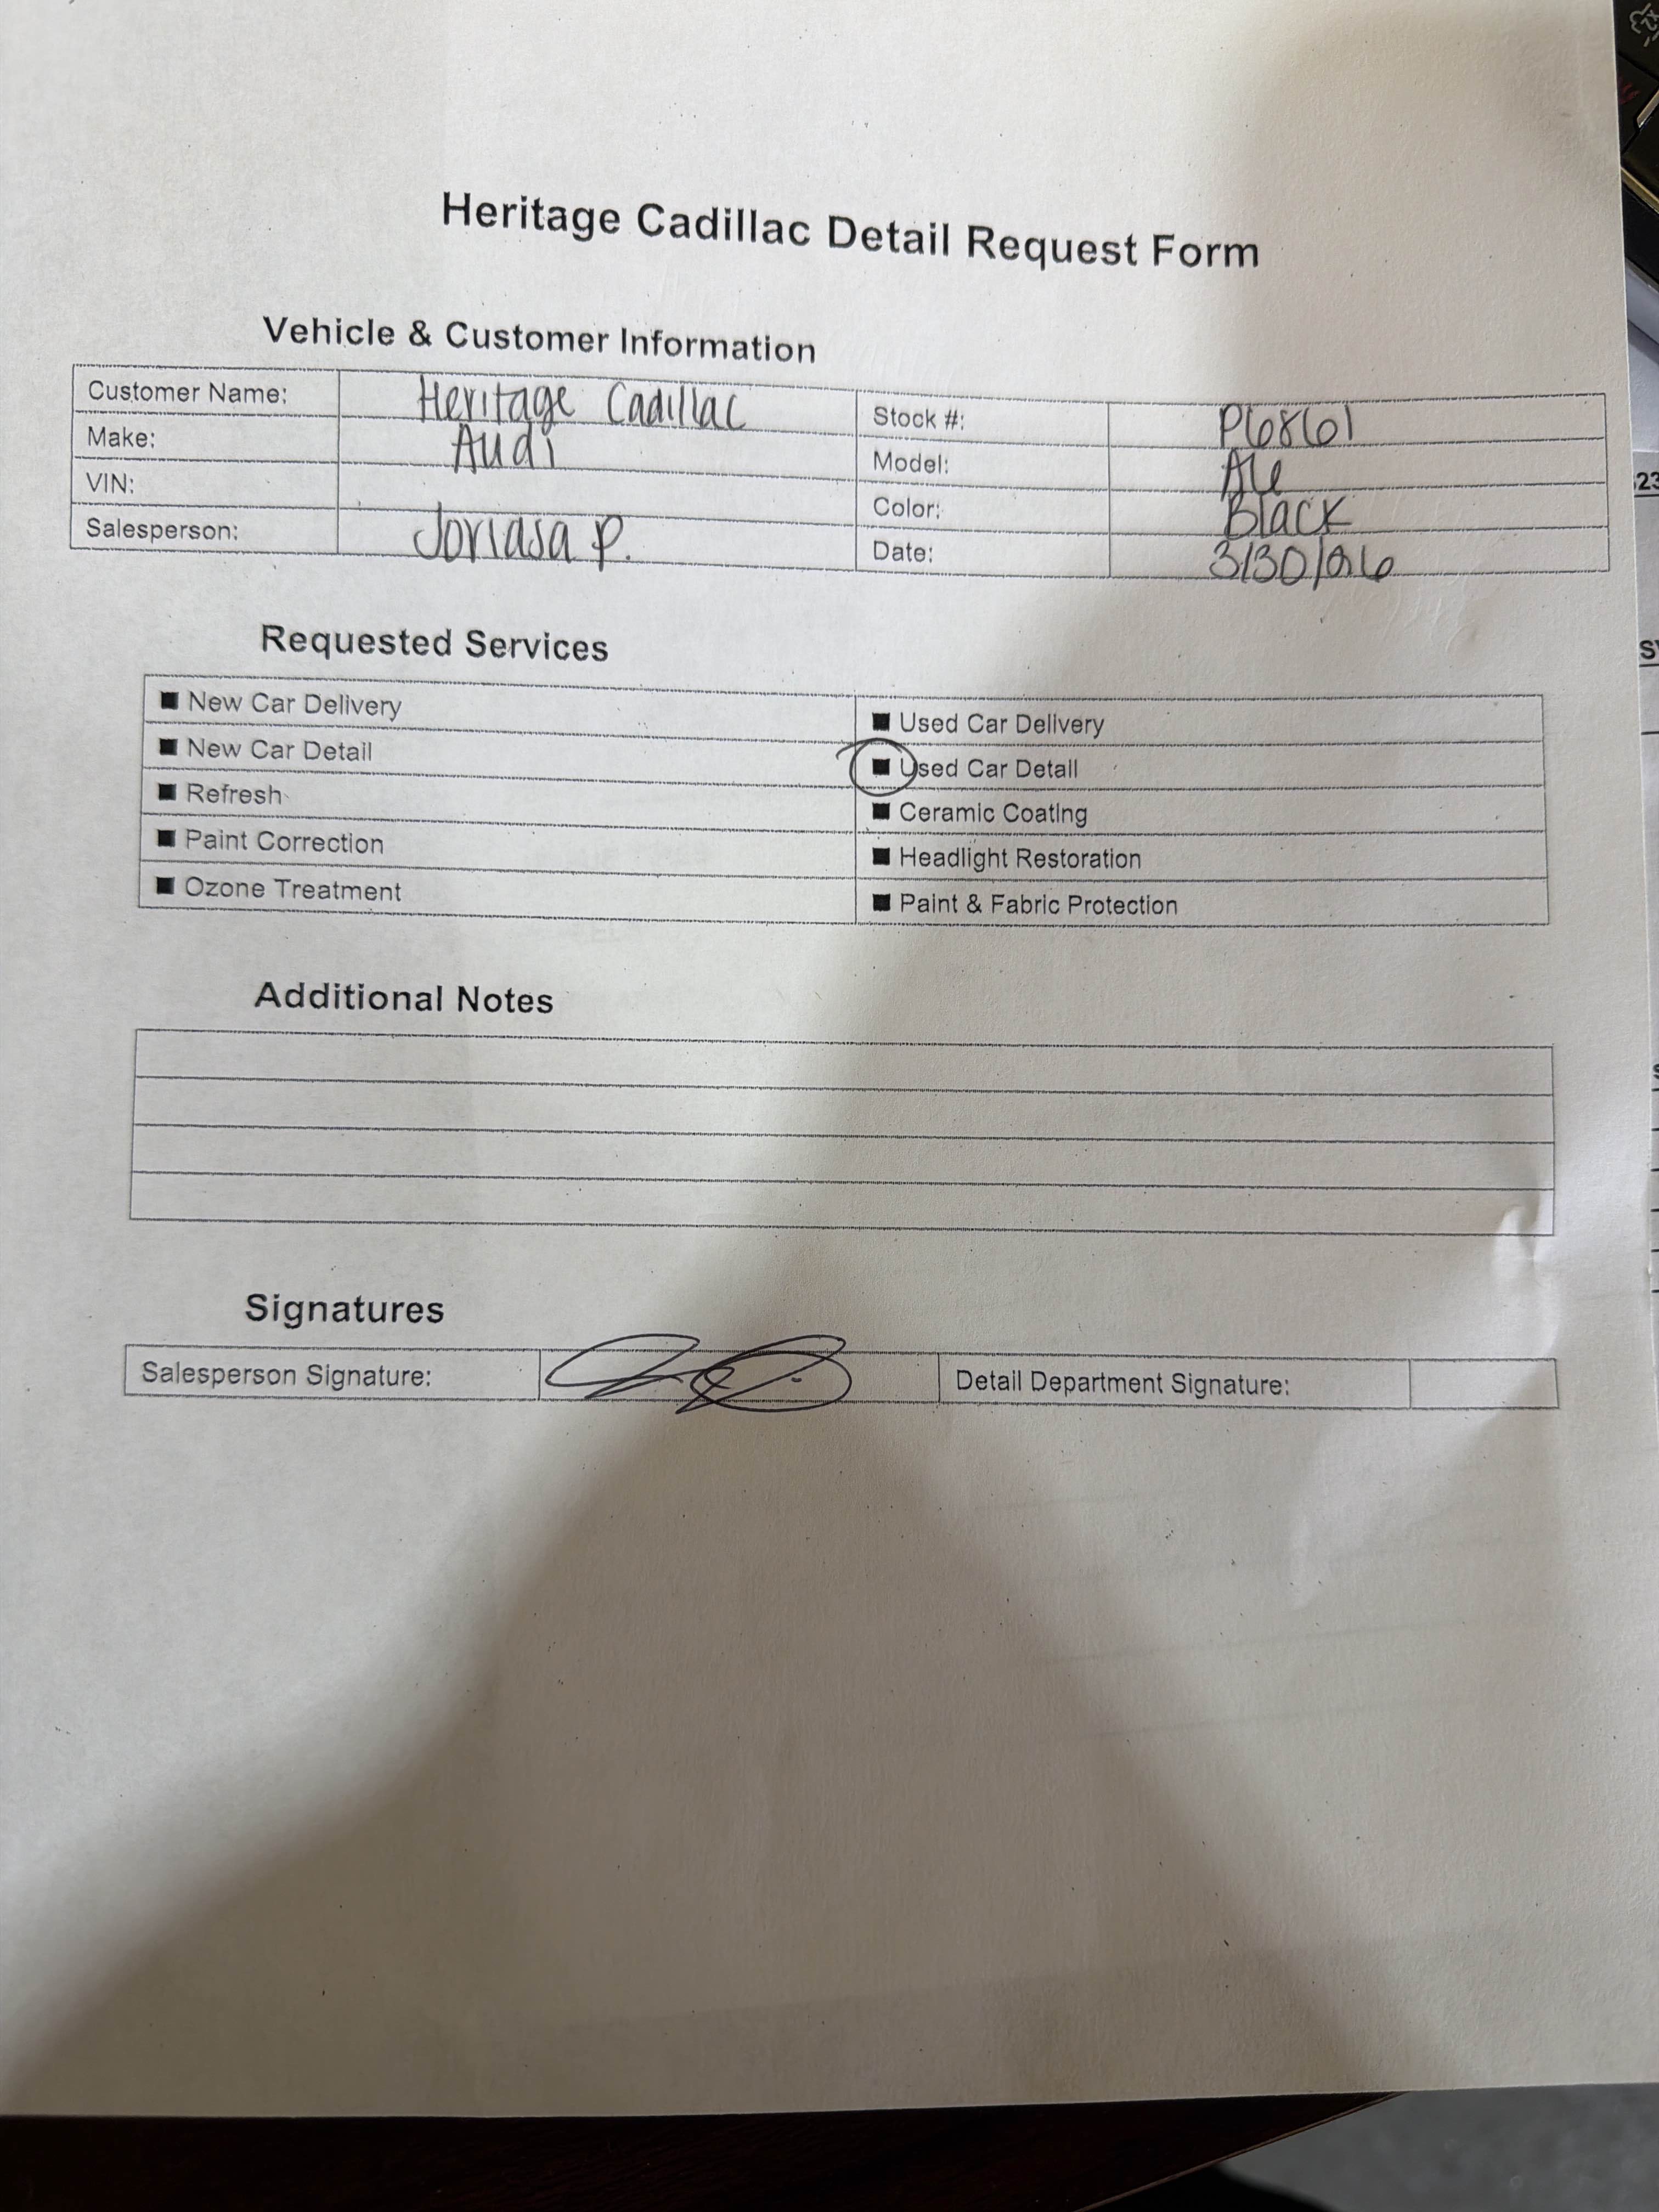 Heritage Cadillac Detail Request Form
Vehicle & Customer Information
Customer Name: Heritage Cadillac Stock #: P6861
Make: Audi Model: A6
VIN: Color: Black
Salesperson: P. Date: 3/30/26
Requested Services
New Car Delivery Used Car Delivery
New Car Detail Used Car Detail
Refresh Ceramic Coating
Paint Correction Headlight Restoration
Ozone Treatment Paint & Fabric Protection
Additional Notes
Signatures
Salesperson Signature: Detail Department Signature:
23